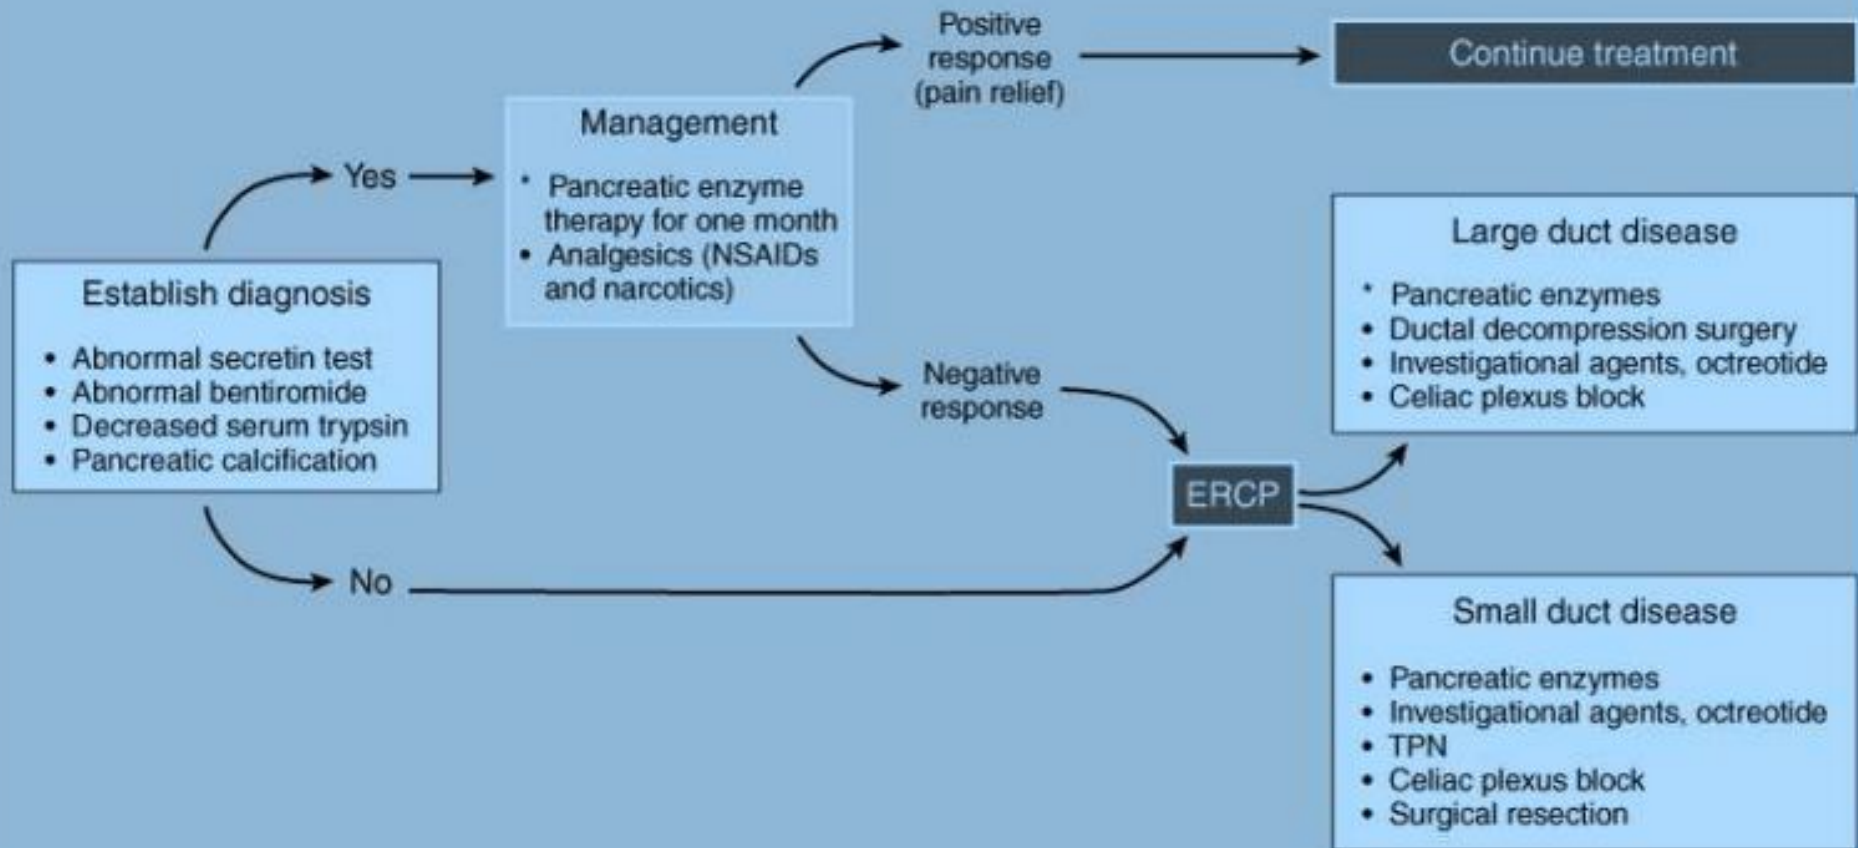 Establish diagnosis
• Abnormal secretin test
• Abnormal bentiromide
• Decreased serum trypsin
• Pancreatic calcification
Yes
No
Management
* Pancreatic enzyme
therapy for one month
• Analgesics (NSAIDs
and narcotics)
Positive
response
(pain relief)
Continue treatment
Negative
response
ERCP
Large duct disease
* Pancreatic enzymes
• Ductal decompression surgery
• Investigational agents, octreotide
• Celiac plexus block
Small duct disease
• Pancreatic enzymes
• Investigational agents, octreotide
• TPN
• Celiac plexus block
• Surgical resection